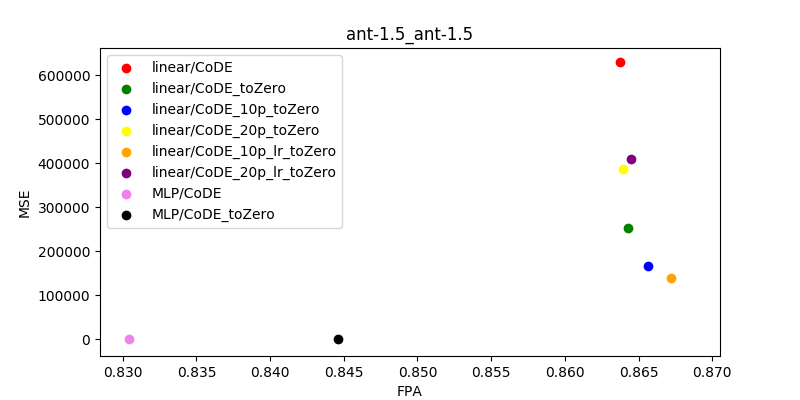 ant-1.5_ant-1.5
linear/CoDE
linear/CoDE_toZero
linear/CoDE_10p_toZero
linear/CoDE_20p_toZero
linear/CoDE_10p_lr_toZero
linear/CoDE_20p_lr_toZero
MLP/CoDE
MLP/CoDE_toZero
MSE
600000
500000
400000
300000
200000
100000
0
0.830 0.835 0.840 0.845 0.850 0.855 0.860 0.865 0.870
FPA